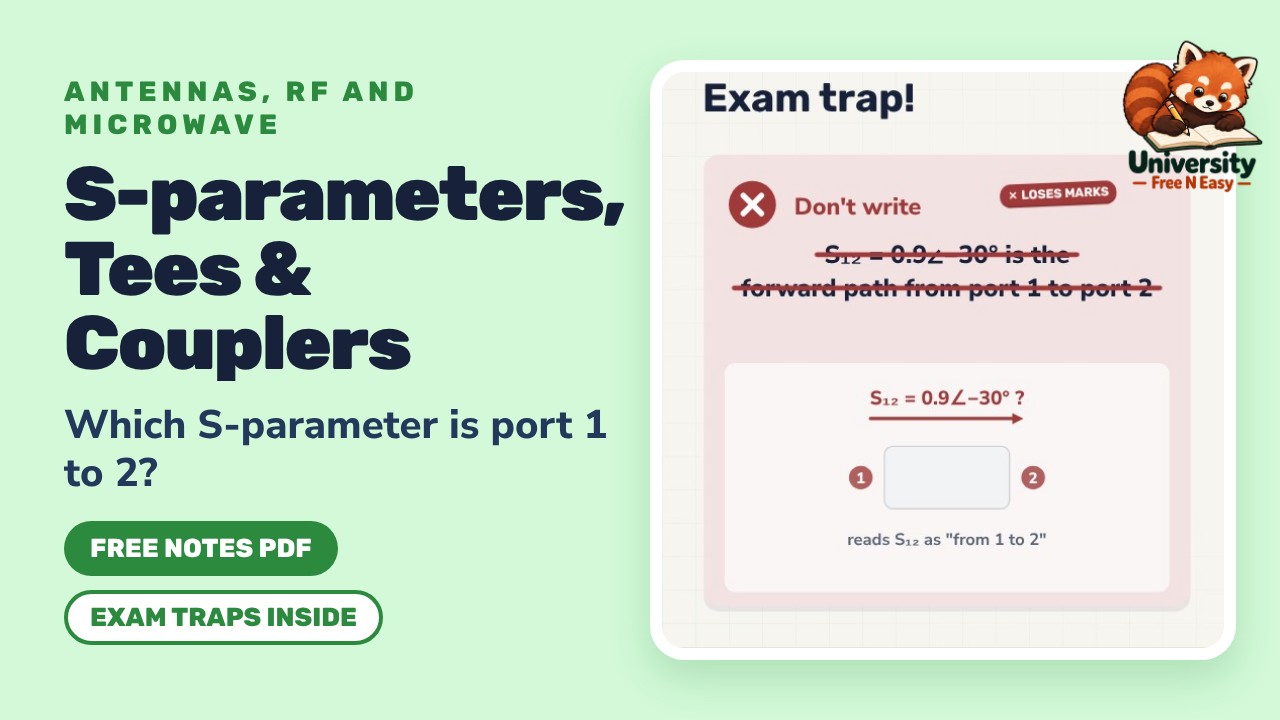 ANTENNAS, RF AND
MICROWAVE
S-parameters,
Tees &
Couplers
Which S-parameter is port 1
to 2?
FREE NOTES PDF
EXAM TRAPS INSIDE
Exam trap!
Don't write
× LOSES MARKS
S₁₂ = 0.9∠−30° is the
forward path from port 1 to port 2
S₁₂ = 0.9∠−30° ?
1
2
reads S₁₂ as "from 1 to 2"
University
Free N Easy